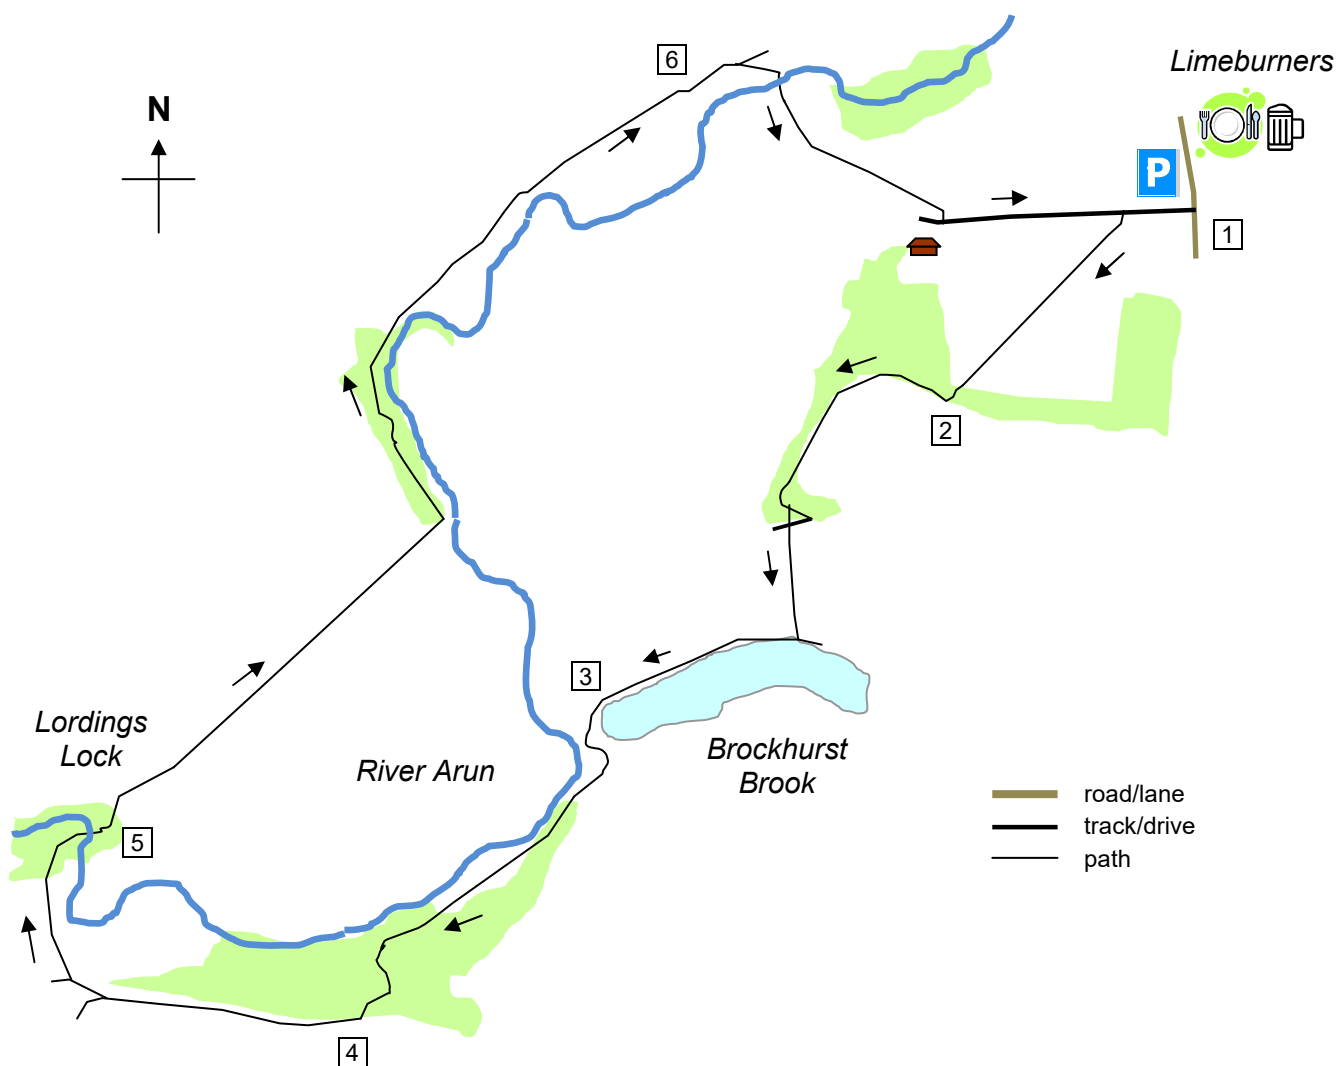 6
Limeburners
N
P
1
2
3
Lordings
Lock
River Arun
Brockhurst
Brook
road/lane
track/drive
path
5
4